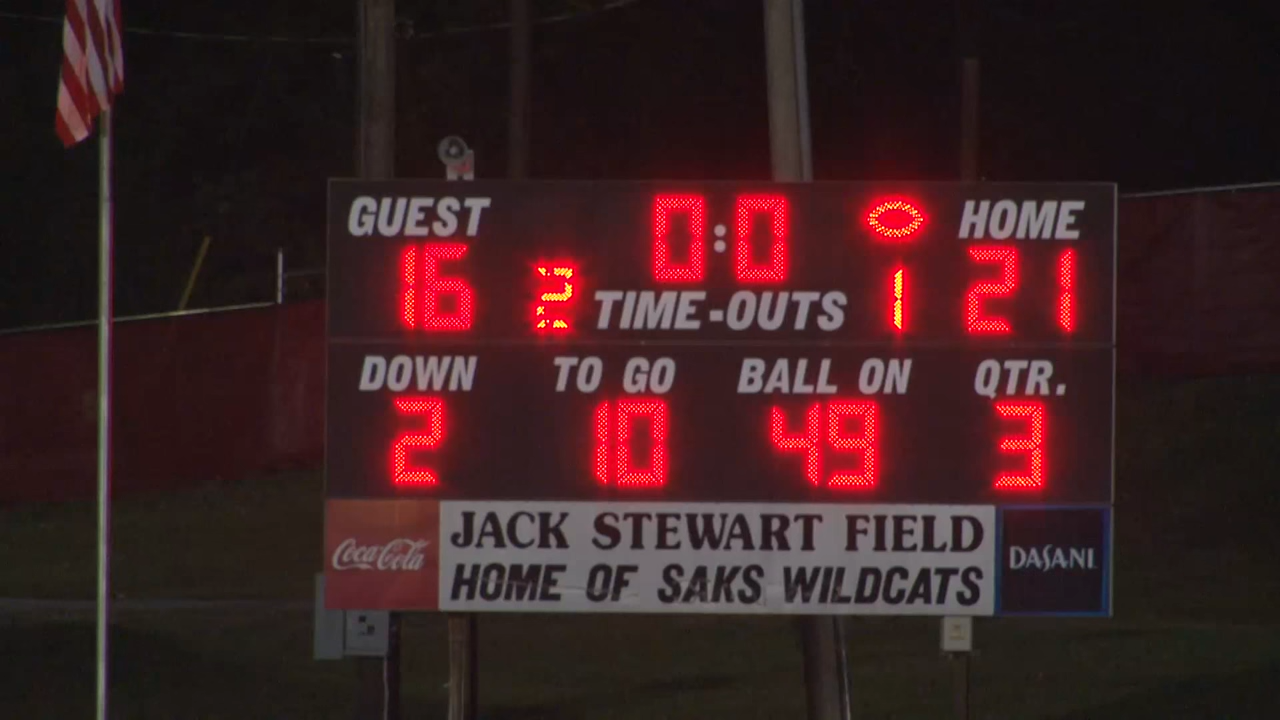 GUEST 0:0 HOME
16 2 TIME-OUTS 1 21
DOWN TO GO BALL ON QTR.
2 10 49 3
Coca-Cola JACK STEWART FIELD DASANI
HOME OF SAKS WILDCATS